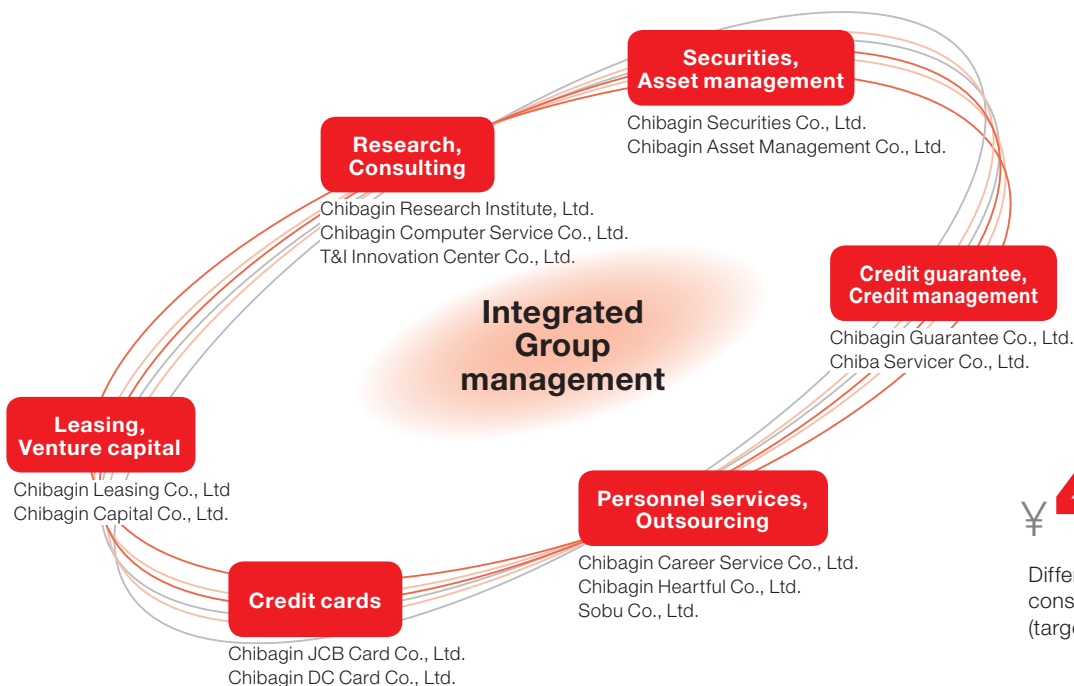 Securities,
Asset management
Chibagin Securities Co., Ltd.
Chibagin Asset Management Co., Ltd.
Research,
Consulting
Chibagin Research Institute, Ltd.
Chibagin Computer Service Co., Ltd.
T&I Innovation Center Co., Ltd.
Credit guarantee,
Credit management
Chibagin Guarantee Co., Ltd.
Chiba Servicer Co., Ltd.
Integrated
Group
management
Leasing,
Venture capital
Chibagin Leasing Co., Ltd
Chibagin Capital Co., Ltd.
Personnel services,
Outsourcing
Chibagin Career Service Co., Ltd.
Chibagin Heartful Co., Ltd.
Sobu Co., Ltd.
Credit cards
Chibagin JCB Card Co., Ltd.
Chibagin DC Card Co., Ltd.
¥